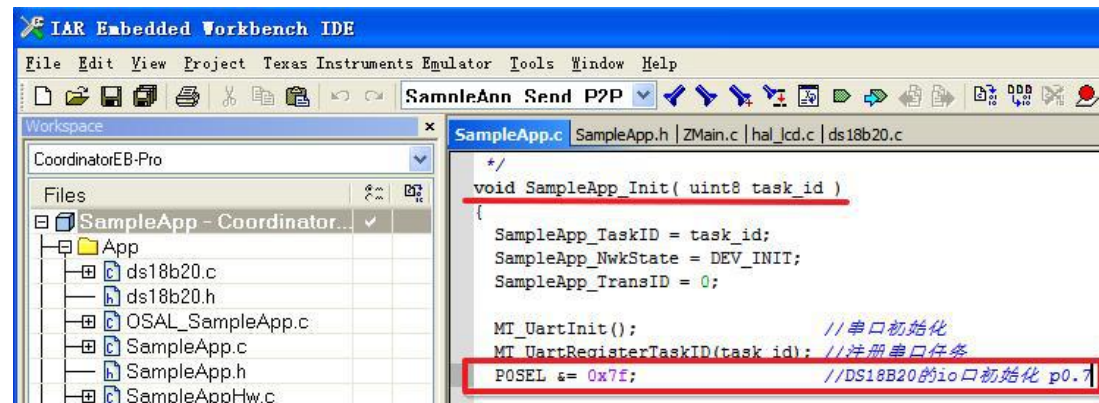 IAR Embedded Workbench IDE
File Edit View Project Texas Instruments Emulator Tools Window Help
SampleApp_Send_P2P
Workspace
CoordinatorEB-Pro
Files
SampleApp - Coordinator...
App
ds18b20.c
ds18b20.h
OSAL_SampleApp.c
SampleApp.c
SampleApp.h
SampleAppHw.c
SampleApp.c SampleApp.h ZMain.c hal_lcd.c ds18b20.c
*/
void SampleApp_Init( uint8 task_id )
{
SampleApp_TaskID = task_id;
SampleApp_NwkState = DEV_INIT;
SampleApp_TransID = 0;
MT_UartInit(); //串口初始化
MT_UartRegisterTaskID(task_id); //注册串口任务
P0SEL &= 0x7f; //DS18B20的io口初始化 p0.7